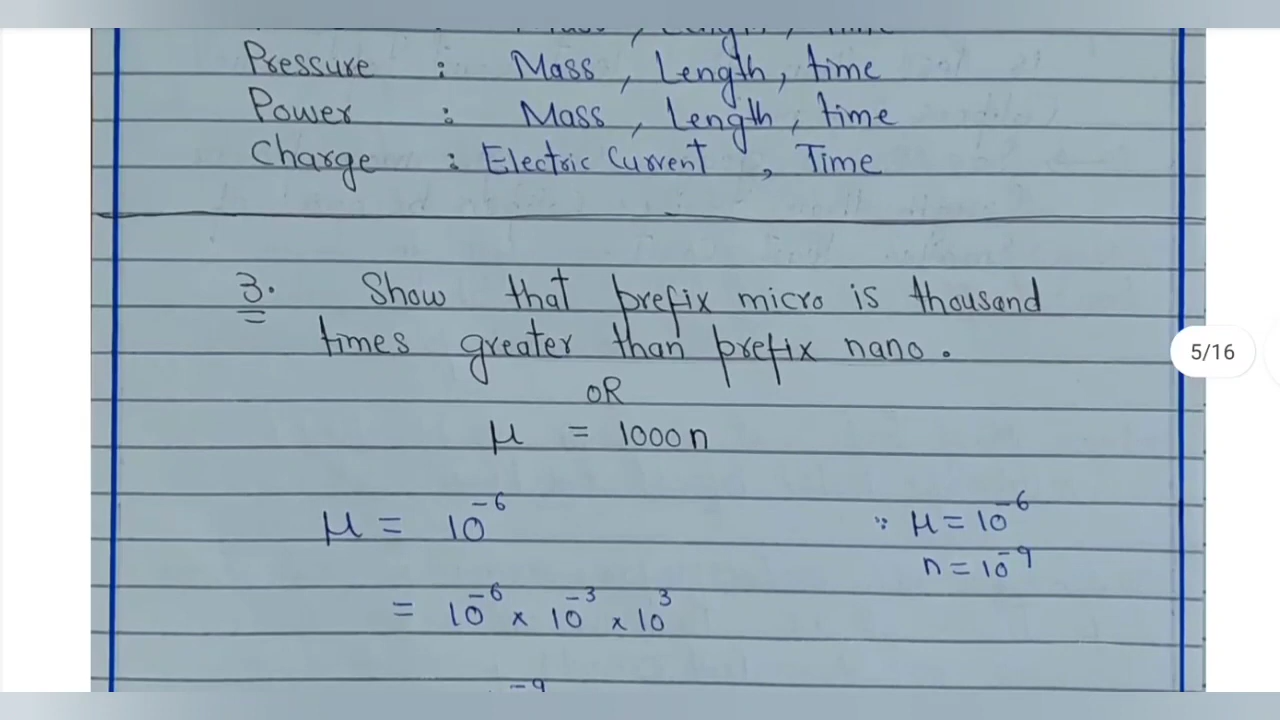 Pressure : Mass , Length, time
Power : Mass , Length, time
Charge : Electric Current , Time
3. Show that prefix micro is thousand
times greater than prefix nano.
OR
μ = 1000n
μ = 10⁻⁶
∵ μ = 10⁻⁶
n = 10⁻⁹
= 10⁻⁶ × 10⁻³ × 10³
5/16